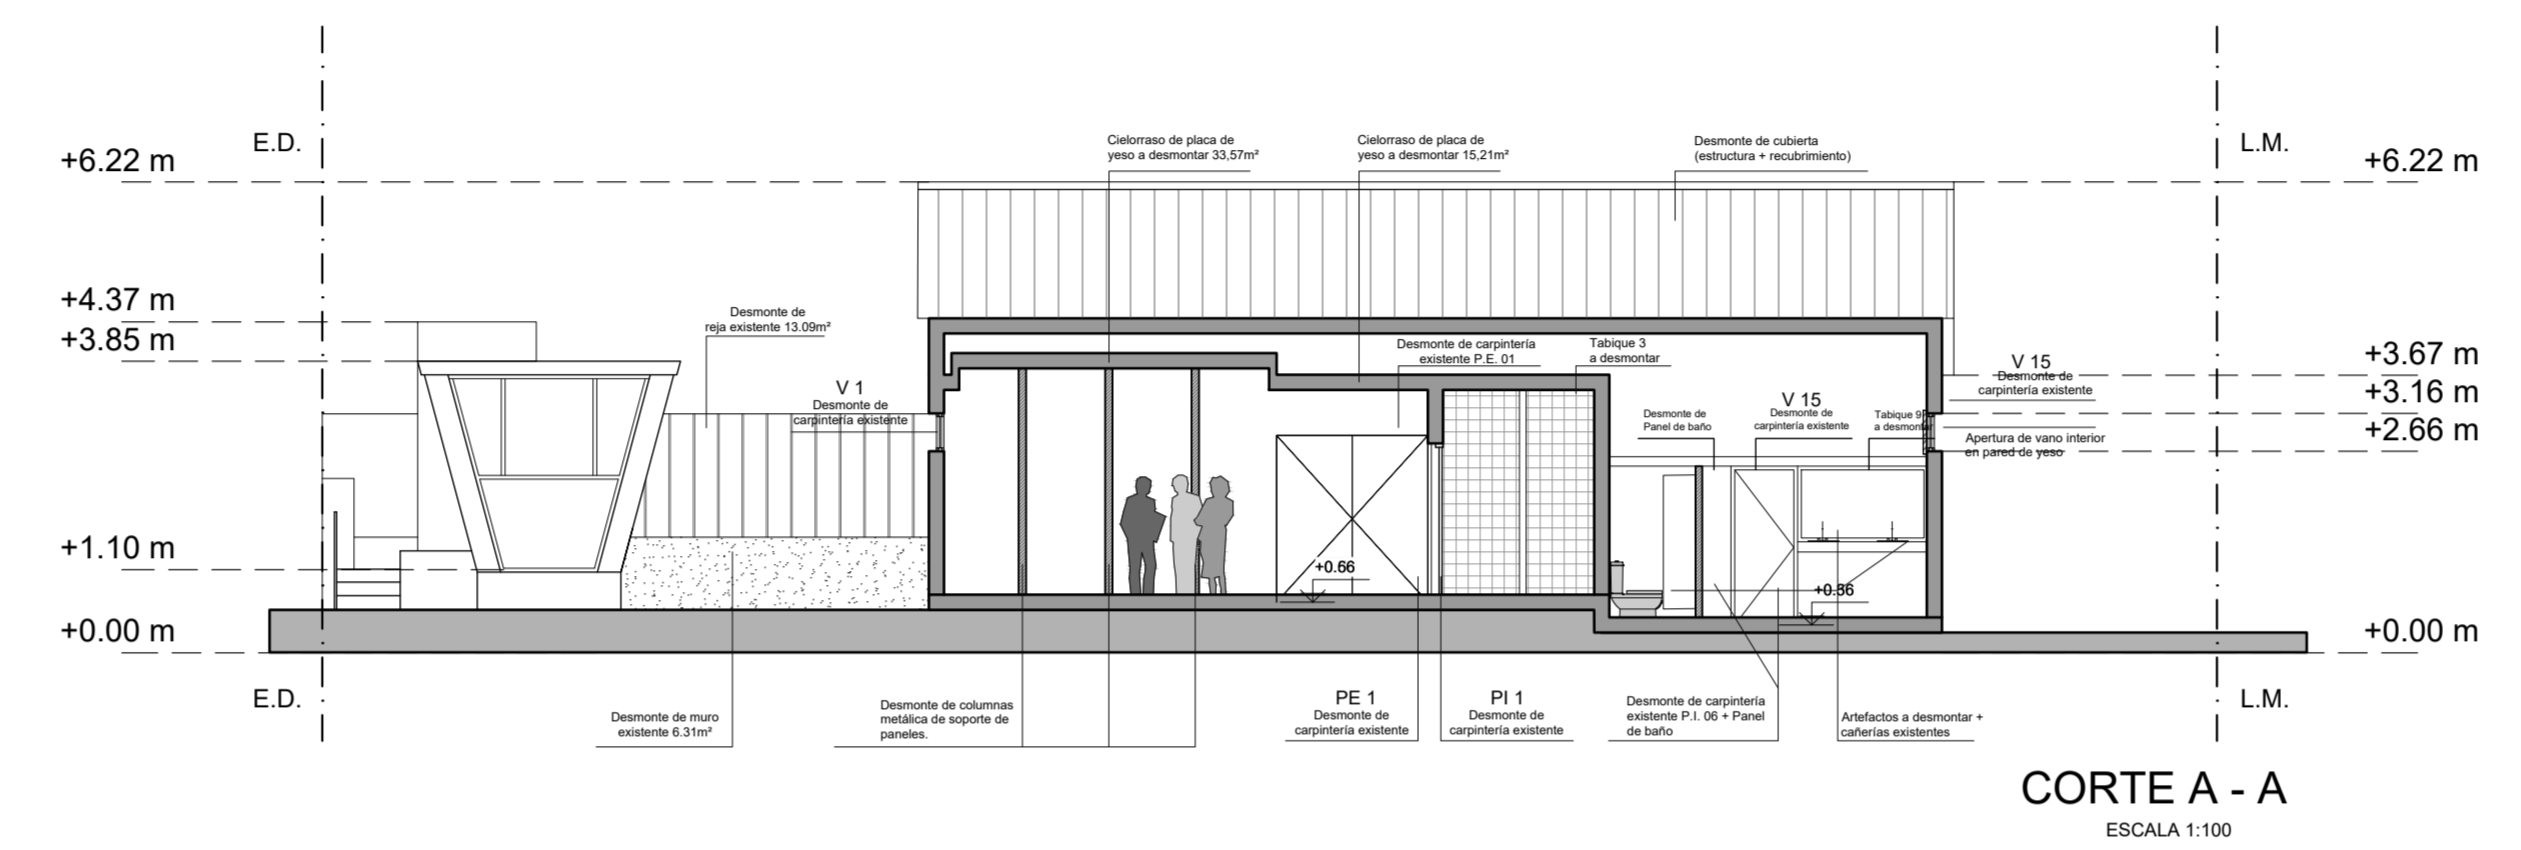 E.D.
L.M.
+6.22 m
+6.22 m
Cielorraso de placa de
yeso a desmontar 33,57m²
Cielorraso de placa de
yeso a desmontar 15,21m²
Desmonte de cubierta
(estructura + recubrimiento)
+4.37 m
+3.85 m
Desmonte de
reja existente 13.09m²
V 1
Desmonte de
carpintería existente
Desmonte de carpintería
existente P.E. 01
Tabique 3
a desmontar
Desmonte de
Panel de baño
V 15
Desmonte de
carpintería existente
Tabique 9
a desmontar
V 15
Desmonte de
carpintería existente
Apertura de vano interior
en pared de yeso
+3.67 m
+3.16 m
+2.66 m
+1.10 m
+0.66
+0.36
+0.00 m
+0.00 m
E.D.
L.M.
Desmonte de muro
existente 6.31m²
Desmonte de columnas
metálica de soporte de
paneles.
PE 1
Desmonte de
carpintería existente
PI 1
Desmonte de
carpintería existente
Desmonte de carpintería
existente P.I. 06 + Panel
de baño
Artefactos a desmontar +
cañerías existentes
CORTE A - A
ESCALA 1:100